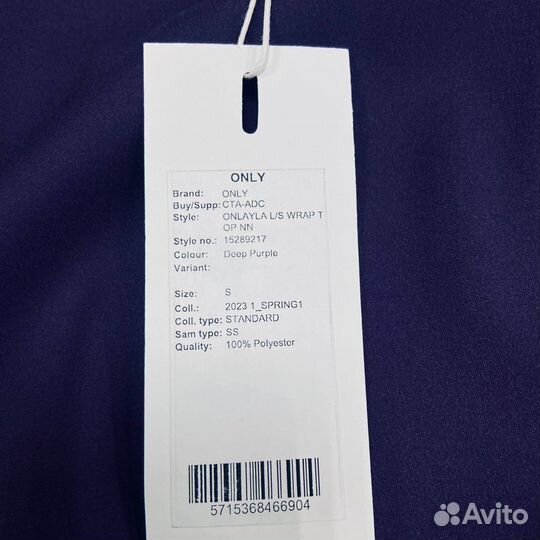 ONLY
Brand: ONLY
Buy/Supp: CTA-ADC
Style: ONLAYLA L/S WRAP T
OP NN
Style no.: 15289217
Colour: Deep Purple
Variant:
Size: S
Coll.: 2023 1_SPRING1
Coll. type: STANDARD
Sam type: SS
Quality: 100% Polyester
5715368466904
Avito